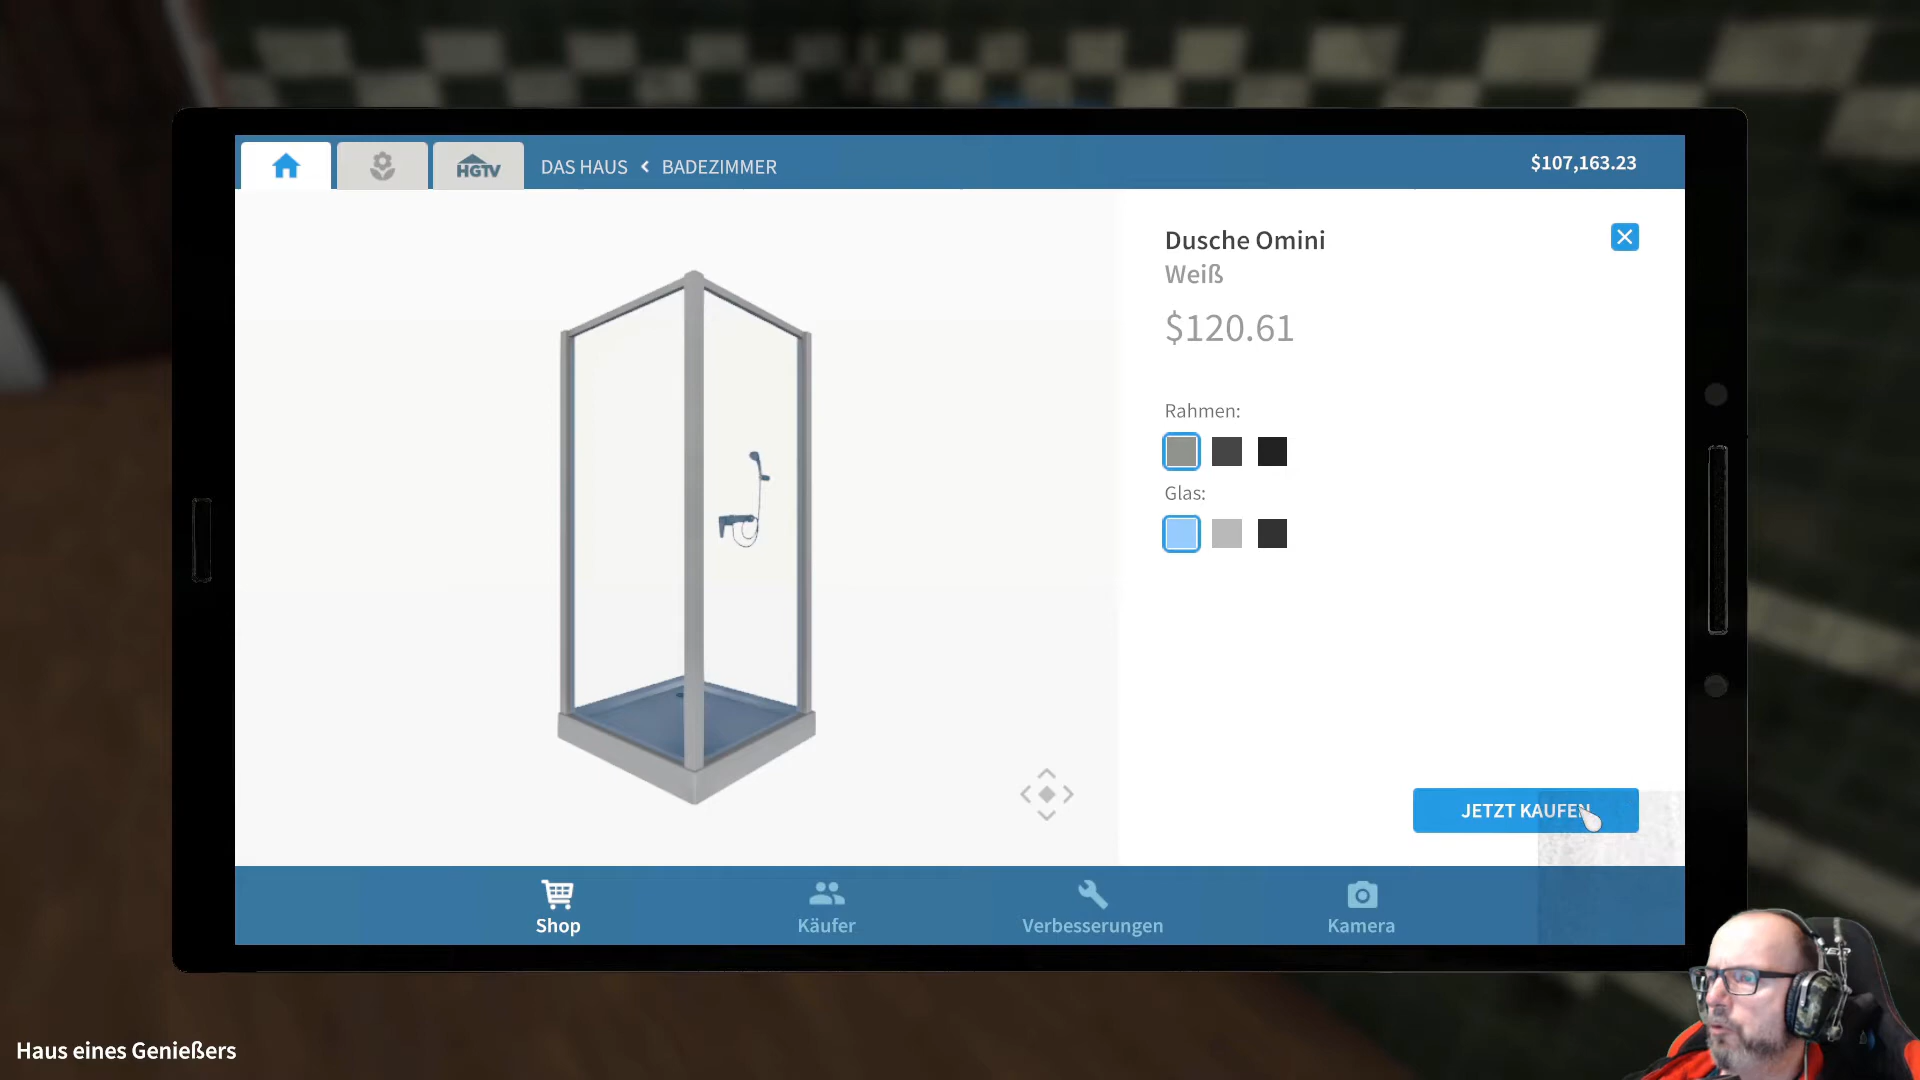 HGTV
DAS HAUS < BADEZIMMER
$107,163.23
Dusche Omini
Weiß
$120.61
Rahmen:
Glas:
JETZT KAUFEN
Shop
Käufer
Verbesserungen
Kamera
Haus eines Genießers